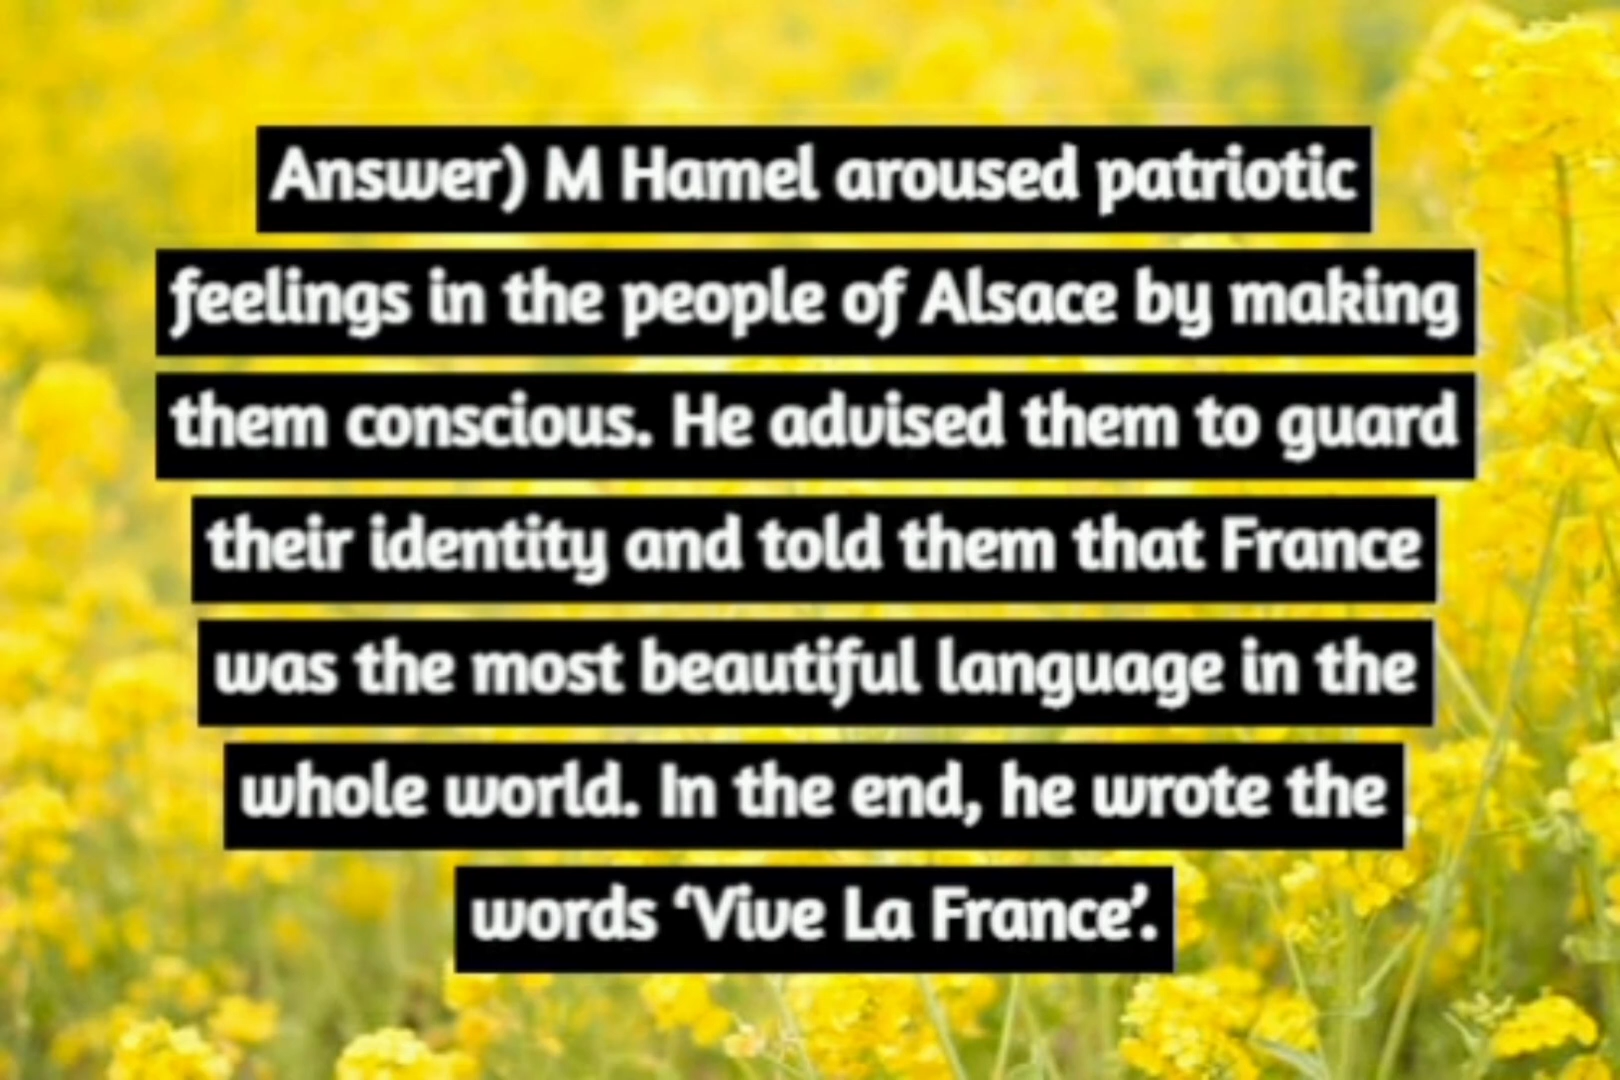 Answer) M Hamel aroused patriotic
feelings in the people of Alsace by making
them conscious. He advised them to guard
their identity and told them that France
was the most beautiful language in the
whole world. In the end, he wrote the
words ‘Vive La France’.